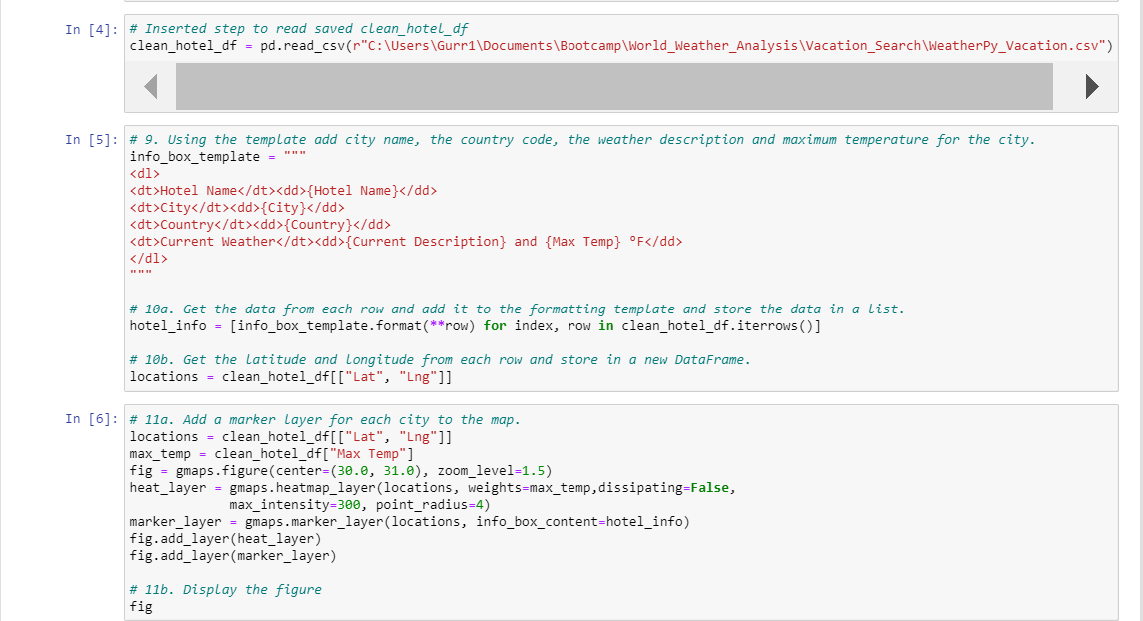 In [4]:
# Inserted step to read saved clean_hotel_df
clean_hotel_df = pd.read_csv(r"C:\Users\Gurr1\Documents\Bootcamp\World_Weather_Analysis\Vacation_Search\WeatherPy_Vacation.csv")
In [5]:
# 9. Using the template add city name, the country code, the weather description and maximum temperature for the city.
info_box_template = """
<dl>
<dt>Hotel Name</dt><dd>{Hotel Name}</dd>
<dt>City</dt><dd>{City}</dd>
<dt>Country</dt><dd>{Country}</dd>
<dt>Current Weather</dt><dd>{Current Description} and {Max Temp} °F</dd>
</dl>
"""
# 10a. Get the data from each row and add it to the formatting template and store the data in a list.
hotel_info = [info_box_template.format(**row) for index, row in clean_hotel_df.iterrows()]
# 10b. Get the latitude and longitude from each row and store in a new DataFrame.
locations = clean_hotel_df[["Lat", "Lng"]]
In [6]:
# 11a. Add a marker layer for each city to the map.
locations = clean_hotel_df[["Lat", "Lng"]]
max_temp = clean_hotel_df["Max Temp"]
fig = gmaps.figure(center=(30.0, 31.0), zoom_level=1.5)
heat_layer = gmaps.heatmap_layer(locations, weights=max_temp,dissipating=False,
max_intensity=300, point_radius=4)
marker_layer = gmaps.marker_layer(locations, info_box_content=hotel_info)
fig.add_layer(heat_layer)
fig.add_layer(marker_layer)
# 11b. Display the figure
fig